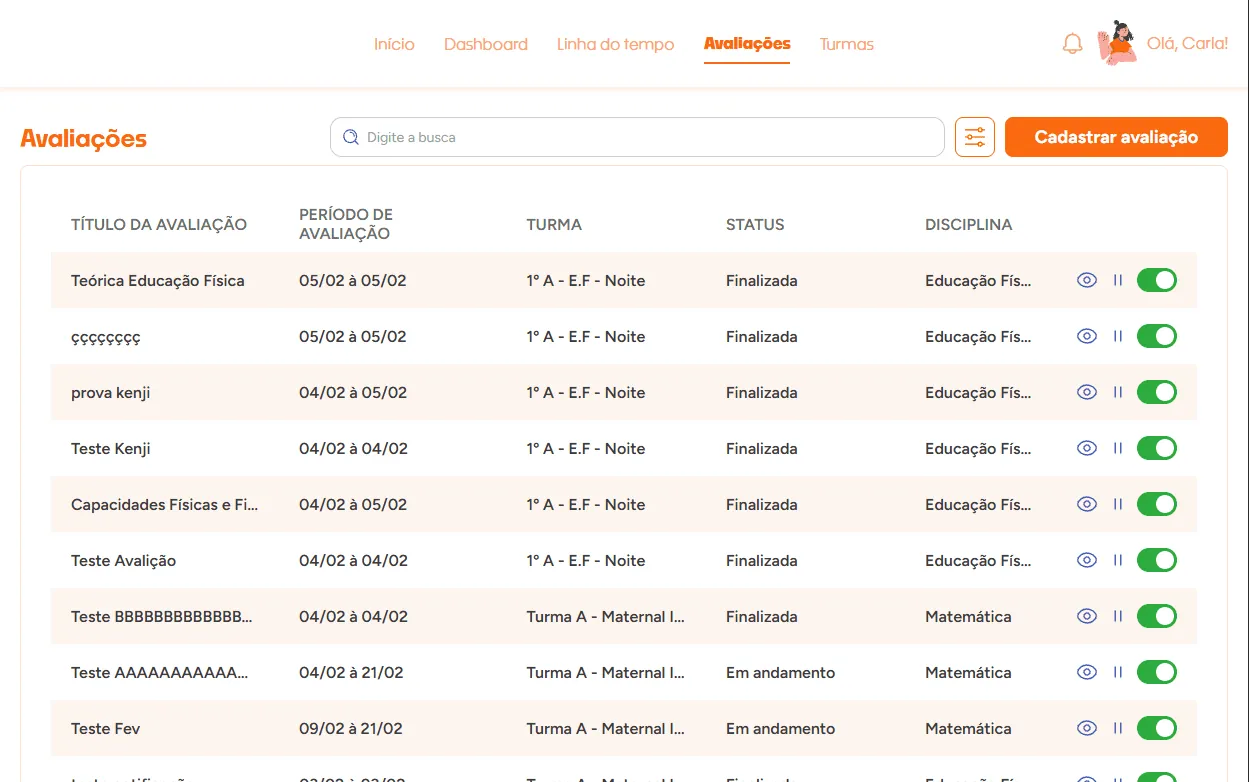 Início Dashboard Linha do tempo Avaliações Turmas Olá, Carla!
Avaliações Digite a busca Cadastrar avaliação
TÍTULO DA AVALIAÇÃO PERÍODO DE AVALIAÇÃO TURMA STATUS DISCIPLINA
Teórica Educação Física 05/02 à 05/02 1º A - E.F - Noite Finalizada Educação Fís...
çççççççç 05/02 à 05/02 1º A - E.F - Noite Finalizada Educação Fís...
prova kenji 04/02 à 05/02 1º A - E.F - Noite Finalizada Educação Fís...
Teste Kenji 04/02 à 04/02 1º A - E.F - Noite Finalizada Educação Fís...
Capacidades Físicas e Fi... 04/02 à 05/02 1º A - E.F - Noite Finalizada Educação Fís...
Teste Avalição 04/02 à 04/02 1º A - E.F - Noite Finalizada Educação Fís...
Teste BBBBBBBBBBBBB... 04/02 à 04/02 Turma A - Maternal I... Finalizada Matemática
Teste AAAAAAAAAAA... 04/02 à 21/02 Turma A - Maternal I... Em andamento Matemática
Teste Fev 09/02 à 21/02 Turma A - Maternal I... Em andamento Matemática